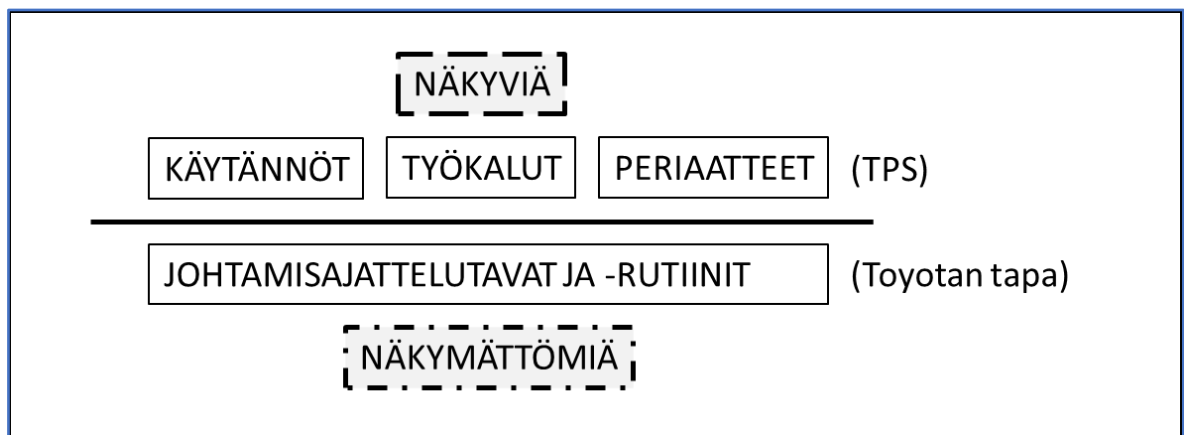 NÄKYVIÄ
KÄYTÄNNÖT TYÖKALUT PERIAATTEET (TPS)
JOHTAMISAJATTELUTAVAT JA -RUTIINIT (Toyotan tapa)
NÄKYMÄTTÖMIÄ